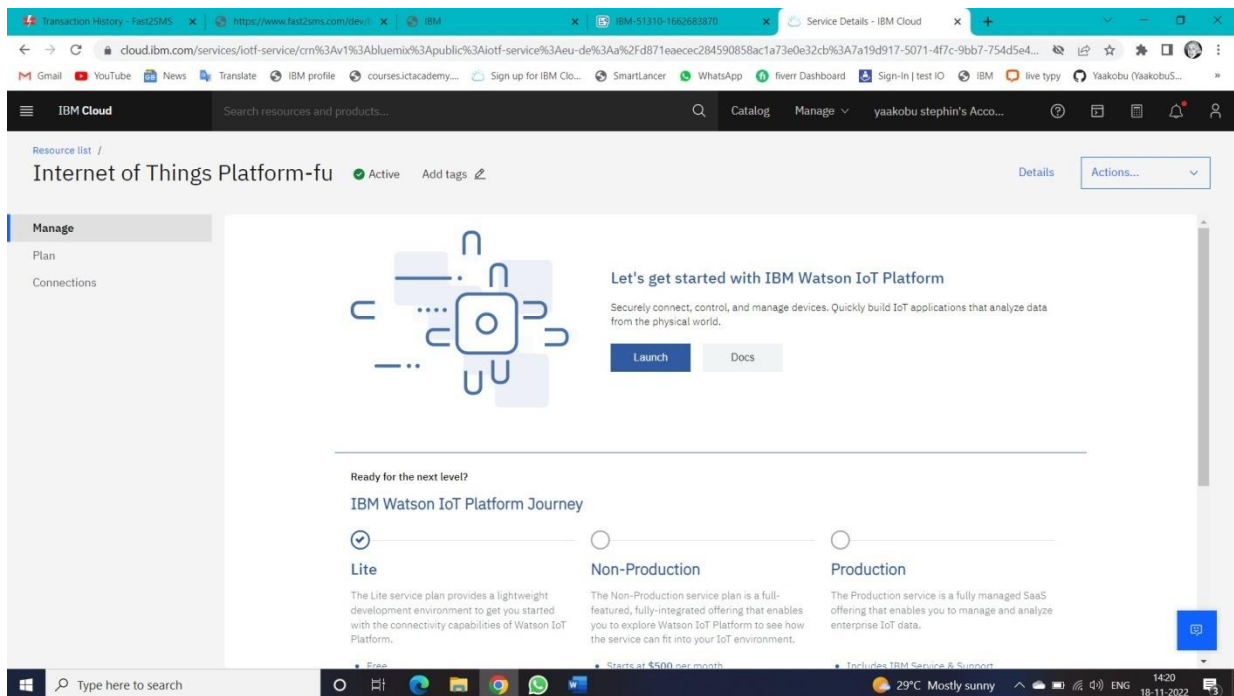 Transaction History - Fast2SMS
https://www.fast2sms.com/dev/
IBM
IBM-51310-1662683870
Service Details - IBM Cloud
cloud.ibm.com/services/iotf-service/crn%3Av1%3Abluemix%3Apublic%3Aiotf-service%3Aeu-de%3Aa%2Fd871eaecec284590858ac1a73e0e32cb%3A7a19d917-5071-4f7c-9bb7-754d5e4...
Gmail YouTube News Translate IBM profile courses.ictacademy.... Sign up for IBM Clo... SmartLancer WhatsApp fiverr Dashboard Sign-In | test IO IBM live typy Yaakobu (YaakobuS... »
IBM Cloud Search resources and products... Catalog Manage yaakobu stephin's Acco...
Resource list /
Internet of Things Platform-fu Active Add tags Details Actions...
Manage
Plan
Connections
Let's get started with IBM Watson IoT Platform
Securely connect, control, and manage devices. Quickly build IoT applications that analyze data
from the physical world.
Launch Docs
Ready for the next level?
IBM Watson IoT Platform Journey
Lite
The Lite service plan provides a lightweight
development environment to get you started
with the connectivity capabilities of Watson IoT
Platform.
• Free
Non-Production
The Non-Production service plan is a full-
featured, fully-integrated offering that enables
you to explore Watson IoT Platform to see how
the service can fit into your IoT environment.
• Starts at $500 per month
Production
The Production service is a fully managed SaaS
offering that enables you to manage and analyze
enterprise IoT data.
• Includes IBM Service & Support
Type here to search
29°C Mostly sunny
ENG
14:20
18-11-2022
3